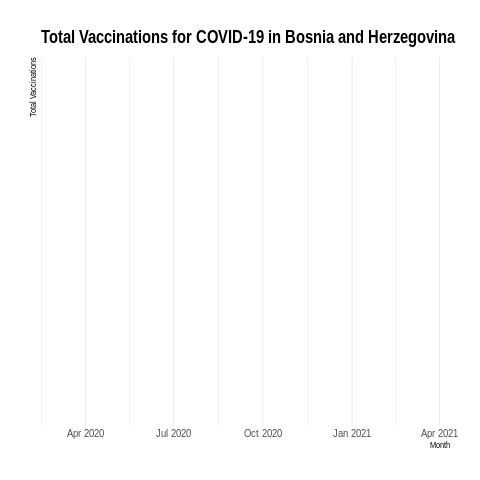 Total Vaccinations for COVID-19 in Bosnia and Herzegovina
Total Vaccinations
Apr 2020 Jul 2020 Oct 2020 Jan 2021 Apr 2021
Month